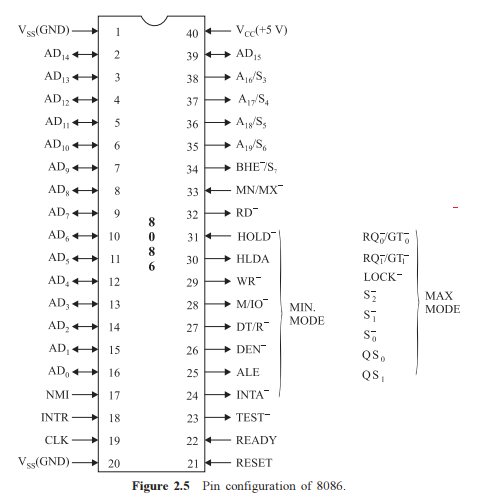 VSS(GND) 1 40 VCC(+5 V)
AD14 2 39 AD15
AD13 3 38 A16/S3
AD12 4 37 A17/S4
AD11 5 36 A18/S5
AD10 6 35 A19/S6
AD9 7 34 BHE‾/S7
AD8 8 33 MN/MX‾
AD7 9 32 RD‾
AD6 10 31 HOLD‾
AD5 11 30 HLDA
AD4 12 29 WR‾
AD3 13 28 M/IO‾
AD2 14 27 DT/R‾
AD1 15 26 DEN‾
AD0 16 25 ALE
NMI 17 24 INTA‾
INTR 18 23 TEST‾
CLK 19 22 READY
VSS(GND) 20 21 RESET
8
0
8
6
MIN.
MODE
RQ0‾/GT0‾
RQ1‾/GT1‾
LOCK‾
S2‾
S1‾
S0‾
QS0
QS1
MAX
MODE
Figure 2.5 Pin configuration of 8086.